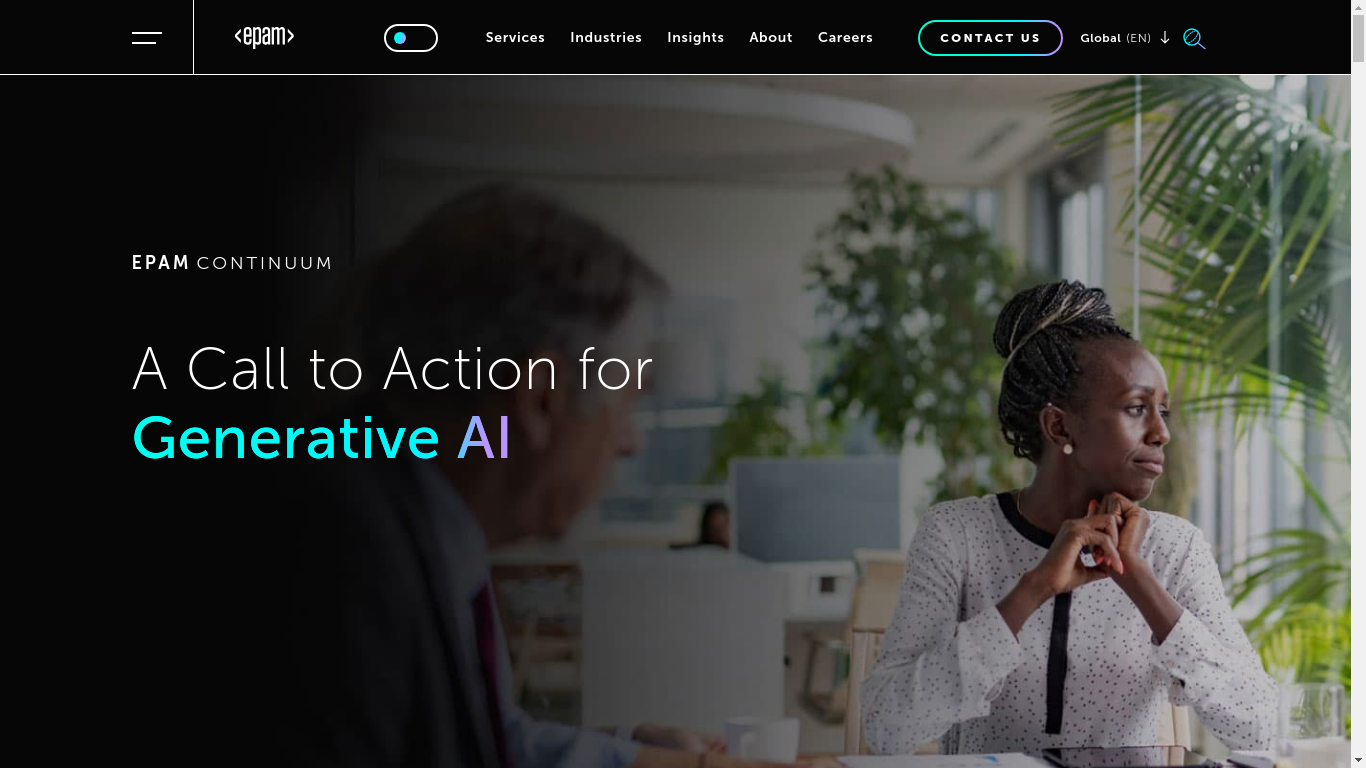 <epam>
Services Industries Insights About Careers CONTACT US Global (EN)
EPAM CONTINUUM
A Call to Action for
Generative AI